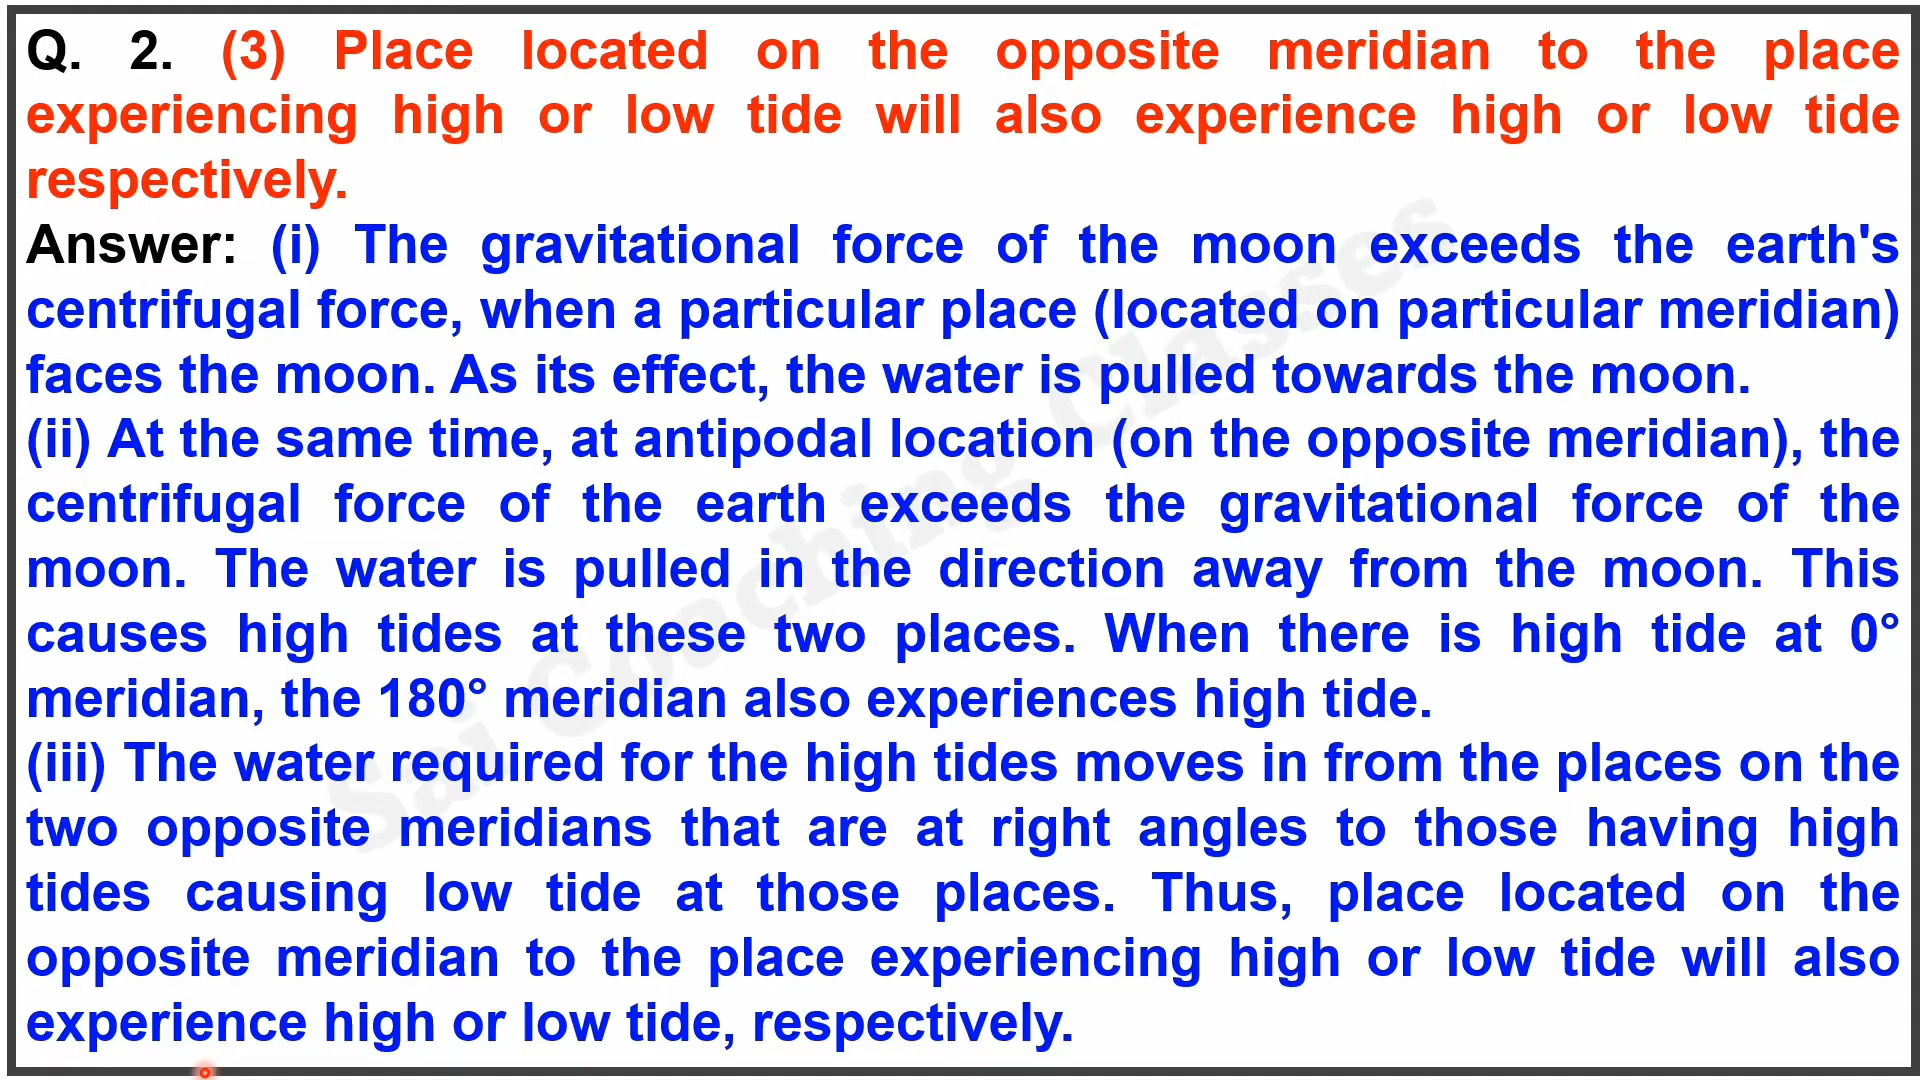 Q. 2. (3) Place located on the opposite meridian to the place
experiencing high or low tide will also experience high or low tide
respectively.
Answer: (i) The gravitational force of the moon exceeds the earth's
centrifugal force, when a particular place (located on particular meridian)
faces the moon. As its effect, the water is pulled towards the moon.
(ii) At the same time, at antipodal location (on the opposite meridian), the
centrifugal force of the earth exceeds the gravitational force of the
moon. The water is pulled in the direction away from the moon. This
causes high tides at these two places. When there is high tide at 0°
meridian, the 180° meridian also experiences high tide.
(iii) The water required for the high tides moves in from the places on the
two opposite meridians that are at right angles to those having high
tides causing low tide at those places. Thus, place located on the
opposite meridian to the place experiencing high or low tide will also
experience high or low tide, respectively.
Sai Coaching Classes